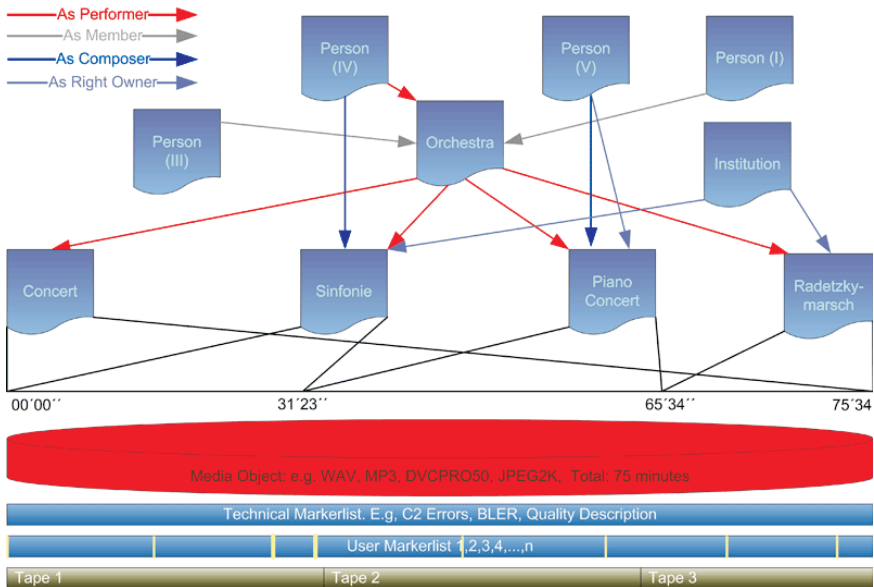 As Performer
As Member
As Composer
As Right Owner
Person
(IV)
Person
(V)
Person (I)
Person
(III)
Orchestra
Institution
Concert
Sinfonie
Piano
Concert
Radetzky-
marsch
00´00´´
31´23´´
65´34´´
75´34
Media Object: e.g. WAV, MP3, DVCPRO50, JPEG2K, Total: 75 minutes
Technical Markerlist. E.g, C2 Errors, BLER, Quality Description
User Markerlist 1,2,3,4,...,n
Tape 1
Tape 2
Tape 3